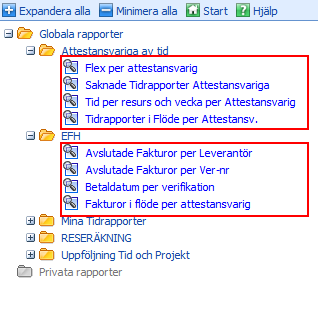 Expandera alla Minimera alla Start Hjälp
Globala rapporter
Attestansvariga av tid
Flex per attestansvarig
Saknade Tidrapporter Attestansvariga
Tid per resurs och vecka per Attestansvarig
Tidrapporter i Flöde per Attestansv.
EFH
Avslutade Fakturor per Leverantör
Avslutade Fakturor per Ver-nr
Betaldatum per verifikation
Fakturor i flöde per attestansvarig
Mina Tidrapporter
RESERÄKNING
Uppföljning Tid och Projekt
Privata rapporter